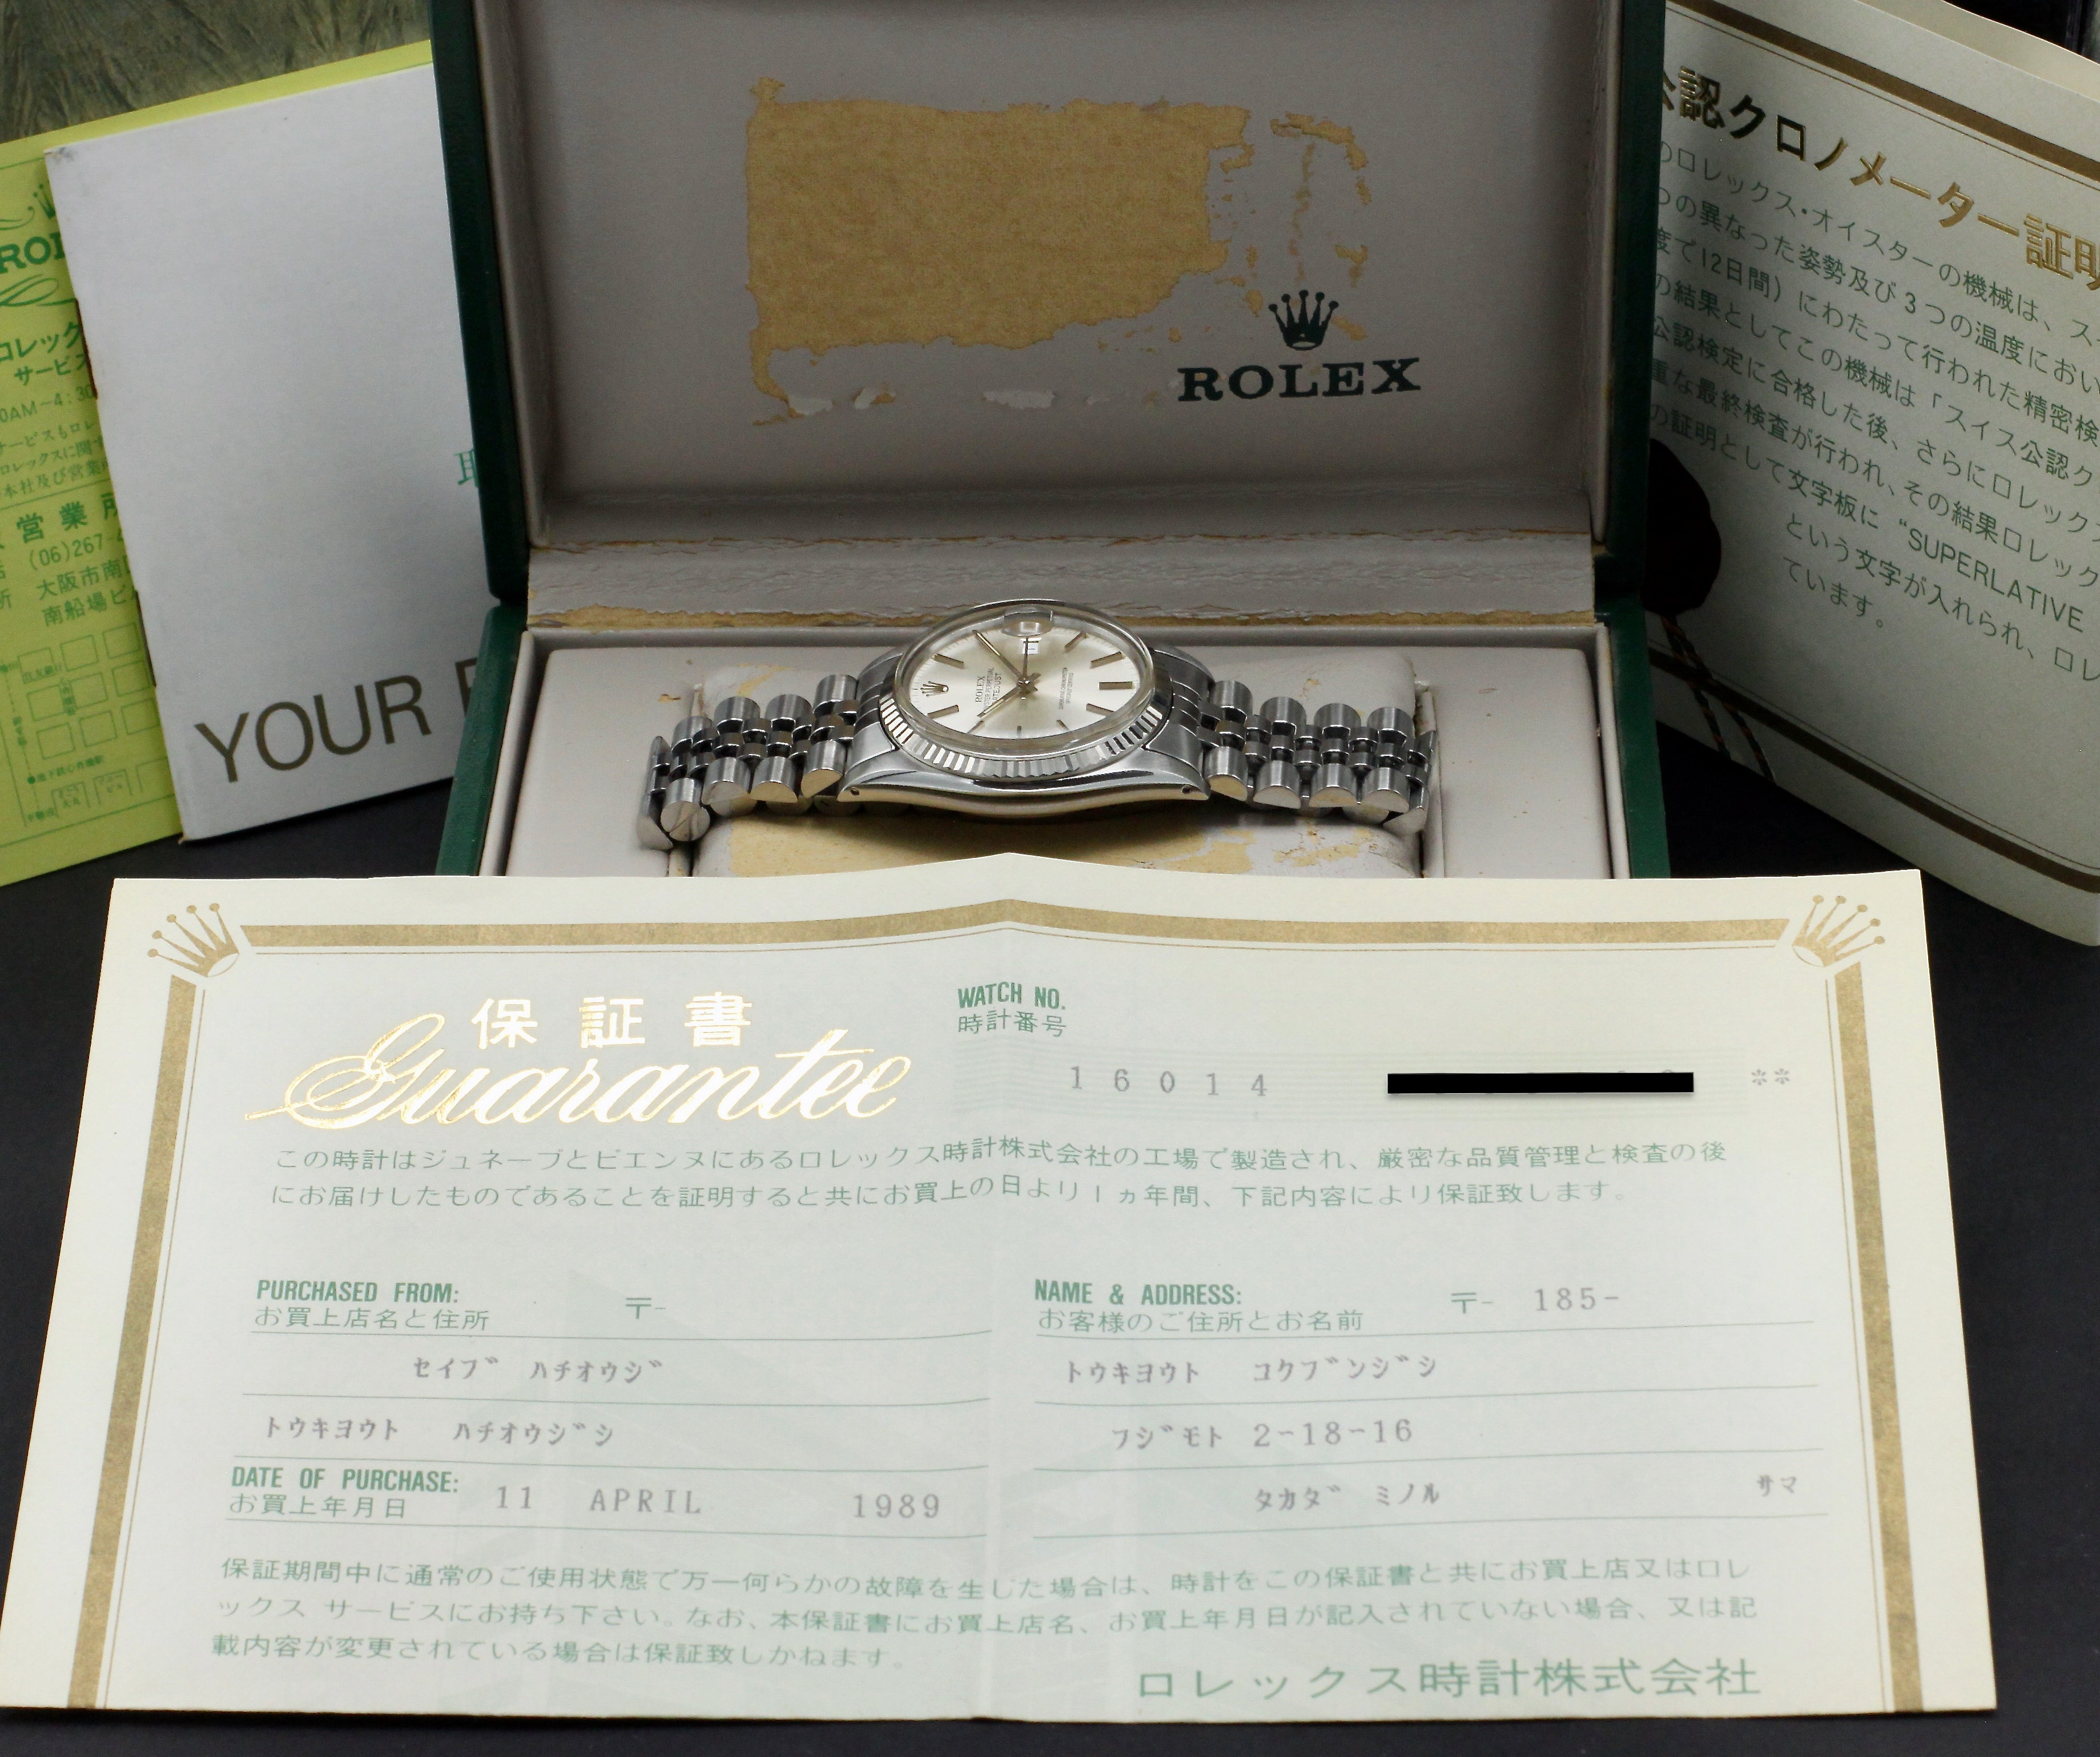 ROLEX
サービス
営業所
(06)267-4
大阪市南
南船場ビ
YOUR
ROLEX
ROLEX
DATEJUST
公認クロノメーター証明
のロレックス・オイスターの機械は、ス
つの異なった姿勢及び3つの温度におい
度で12日間）にわたって行われた精密検
の結果としてこの機械は「スイス公認ク
公認検定に合格した後、さらにロレック
重な最終検査が行われ、その結果ロレック
の証明として文字板に“SUPERLATIVE
という文字が入れられ、ロレ
ています。
保証書
Guarantee
WATCH NO.
時計番号
16014 **
この時計はジュネーブとビエンヌにあるロレックス時計株式会社の工場で製造され、厳密な品質管理と検査の後
にお届けしたものであることを証明すると共にお買上の日より1ヵ年間、下記内容により保証致します。
PURCHASED FROM: 〒-
お買上店名と住所
セイブ゛ ハチオウジ゛
トウキヨウト ハチオウジ゛シ
DATE OF PURCHASE: 11 APRIL 1989
お買上年月日
NAME & ADDRESS: 〒- 185-
お客様のご住所とお名前
トウキヨウト コクブ゛ンジ゛シ
フジ゛モト 2-18-16
タカダ゛ ミノル サマ
保証期間中に通常のご使用状態で万一何らかの故障を生じた場合は、時計をこの保証書と共にお買上店又はロレ
ックス サービスにお持ち下さい。なお、本保証書にお買上店名、お買上年月日が記入されていない場合、又は記
載内容が変更されている場合は保証致しかねます。
ロレックス時計株式会社